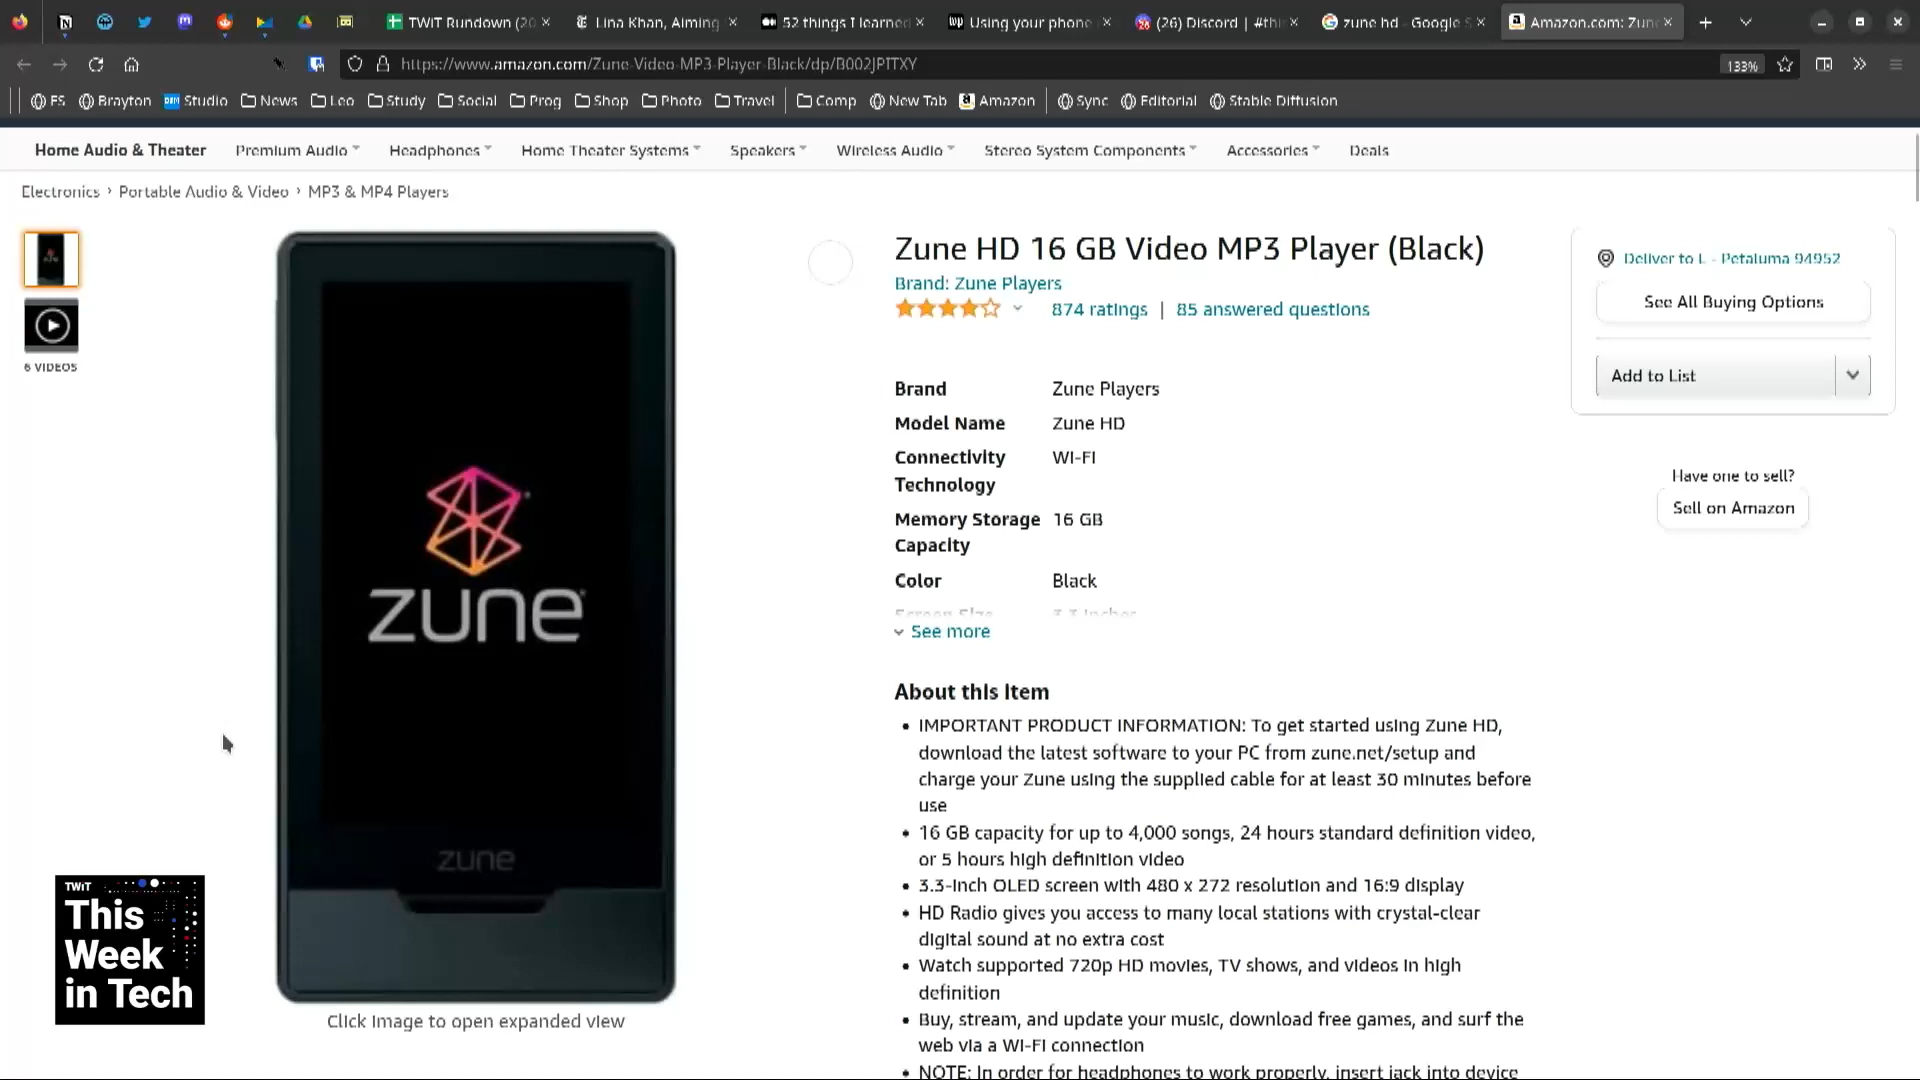 TWiT Rundown (20
Lina Khan, Aiming
52 things I learned
Using your phone
(26) Discord | #thi
zune hd - Google S
Amazon.com: Zune
https://www.amazon.com/Zune-Video-MP3-Player-Black/dp/B002JPITXY
133%
FS
Brayton
Studio
News
Leo
Study
Social
Prog
Shop
Photo
Travel
Comp
New Tab
Amazon
Sync
Editorial
Stable Diffusion
Home Audio & Theater
Premium Audio
Headphones
Home Theater Systems
Speakers
Wireless Audio
Stereo System Components
Accessories
Deals
Electronics › Portable Audio & Video › MP3 & MP4 Players
6 VIDEOS
zune
zune
Click image to open expanded view
TWiT
This
Week
in Tech
Zune HD 16 GB Video MP3 Player (Black)
Brand: Zune Players
874 ratings | 85 answered questions
Brand Zune Players
Model Name Zune HD
Connectivity WI-FI
Technology
Memory Storage 16 GB
Capacity
Color Black
Screen Size 3.3 Inches
See more
About this item
• IMPORTANT PRODUCT INFORMATION: To get started using Zune HD,
download the latest software to your PC from zune.net/setup and
charge your Zune using the supplied cable for at least 30 minutes before
use
• 16 GB capacity for up to 4,000 songs, 24 hours standard definition video,
or 5 hours high definition video
• 3.3-inch OLED screen with 480 x 272 resolution and 16:9 display
• HD Radio gives you access to many local stations with crystal-clear
digital sound at no extra cost
• Watch supported 720p HD movies, TV shows, and videos in high
definition
• Buy, stream, and update your music, download free games, and surf the
web via a Wi-Fi connection
• NOTE: In order for headphones to work properly, insert jack into device
Deliver to L - Petaluma 94952
See All Buying Options
Add to List
Have one to sell?
Sell on Amazon